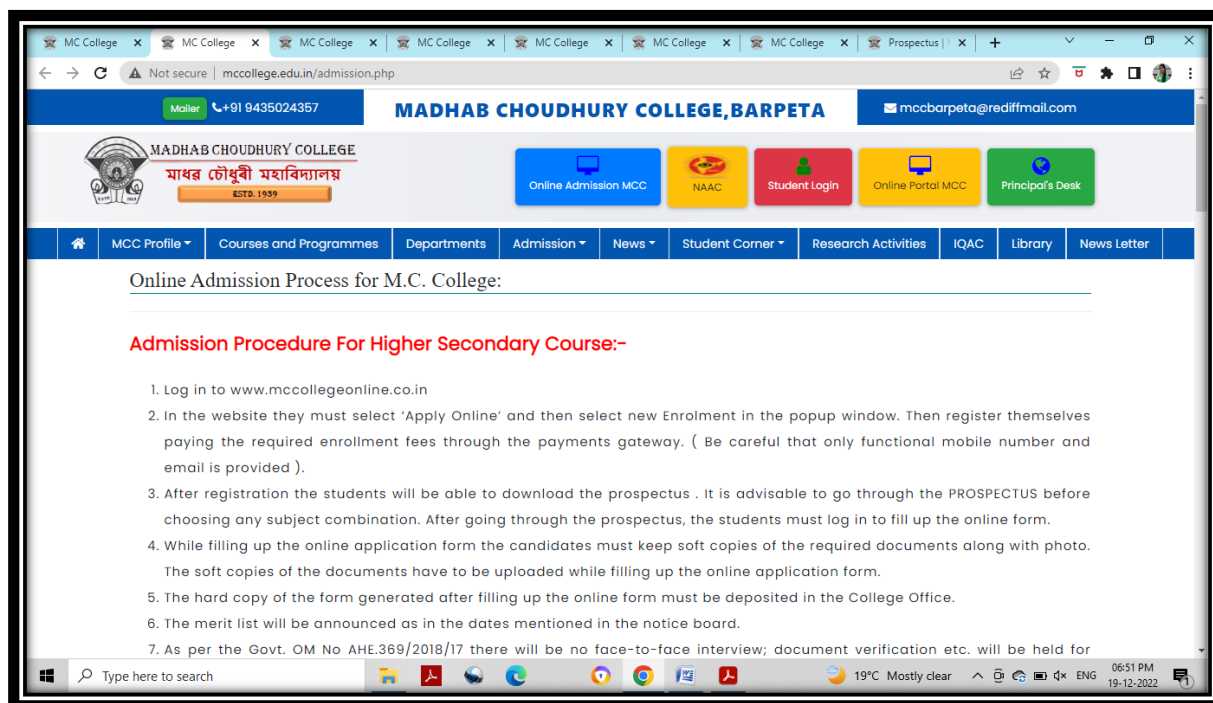 MC College
MC College
MC College
MC College
MC College
MC College
MC College
Prospectus |
Not secure | mccollege.edu.in/admission.php
Mailer +91 9435024357
MADHAB CHOUDHURY COLLEGE,BARPETA
mccbarpeta@rediffmail.com
MADHAB CHOUDHURY COLLEGE
মাধৱ চৌধুৰী মহাবিদ্যালয়
ESTD. 1939
Online Admission MCC
NAAC
Student Login
Online Portal MCC
Principal's Desk
MCC Profile
Courses and Programmes
Departments
Admission
News
Student Corner
Research Activities
IQAC
Library
News Letter
Online Admission Process for M.C. College:
Admission Procedure For Higher Secondary Course:-
1. Log in to www.mccollegeonline.co.in
2. In the website they must select ‘Apply Online’ and then select new Enrolment in the popup window. Then register themselves
paying the required enrollment fees through the payments gateway. ( Be careful that only functional mobile number and
email is provided ).
3. After registration the students will be able to download the prospectus . It is advisable to go through the PROSPECTUS before
choosing any subject combination. After going through the prospectus, the students must log in to fill up the online form.
4. While filling up the online application form the candidates must keep soft copies of the required documents along with photo.
The soft copies of the documents have to be uploaded while filling up the online application form.
5. The hard copy of the form generated after filling up the online form must be deposited in the College Office.
6. The merit list will be announced as in the dates mentioned in the notice board.
7. As per the Govt. OM No AHE.369/2018/17 there will be no face-to-face interview; document verification etc. will be held for
Type here to search
19°C Mostly clear
ENG
06:51 PM
19-12-2022